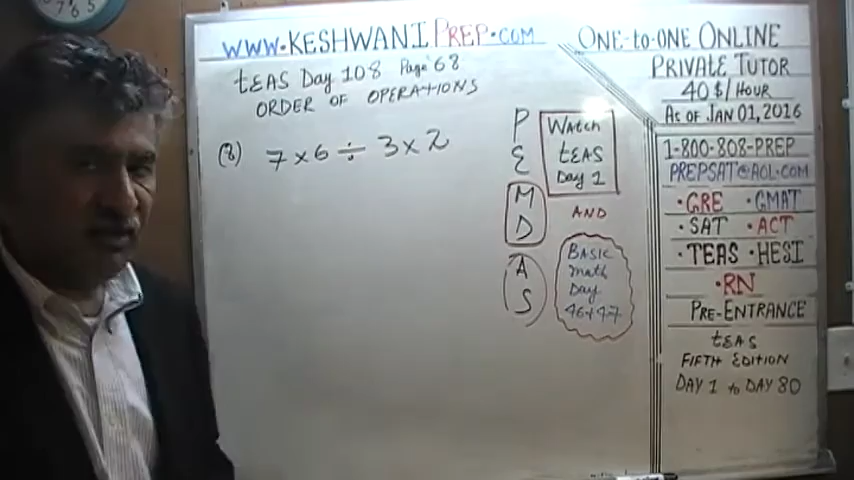 WWW.KESHWANIPREP.COM
tEAS Day 108 Page 68
ORDER OF OPERATIONS
(8) 7 × 6 ÷ 3 × 2
P
E
M
D
A
S
WATCH
tEAS
Day 2
AND
BASIC
math
Day
46+47
ONE-TO-ONE ONLINE
PRIVATE TUTOR
40$/HOUR
AS OF JAN 01, 2016
1-800-808-PREP
PREPSAT@AOL.COM
•GRE •GMAT
•SAT •ACT
•TEAS •HESI
•RN
PRE-ENTRANCE
tEAS
FIFTH EDITION
DAY 1 to DAY 80
7 6 5